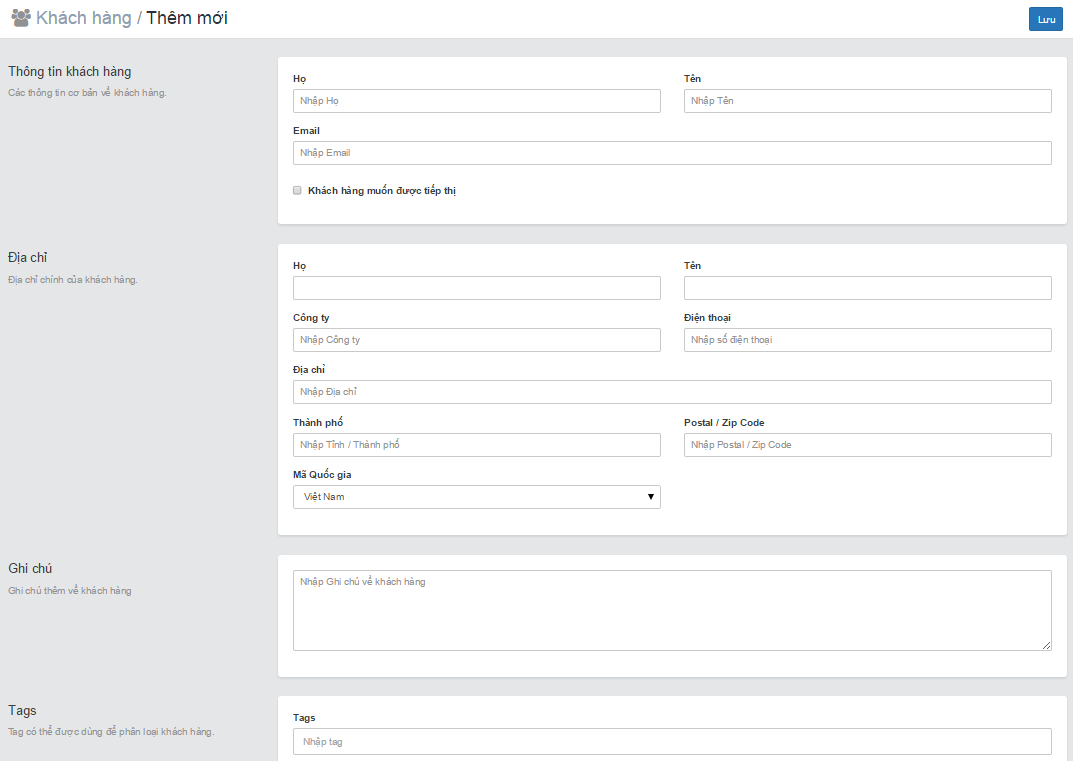 Khách hàng / Thêm mới
Lưu
Thông tin khách hàng
Các thông tin cơ bản về khách hàng.
Họ
Tên
Nhập Họ
Nhập Tên
Email
Nhập Email
Khách hàng muốn được tiếp thị
Địa chỉ
Địa chỉ chính của khách hàng.
Họ
Tên
Công ty
Điện thoại
Nhập Công ty
Nhập số điện thoại
Địa chỉ
Nhập Địa chỉ
Thành phố
Postal / Zip Code
Nhập Tỉnh / Thành phố
Nhập Postal / Zip Code
Mã Quốc gia
Việt Nam
Ghi chú
Ghi chú thêm về khách hàng
Nhập Ghi chú về khách hàng
Tags
Tag có thể được dùng để phân loại khách hàng.
Tags
Nhập tag